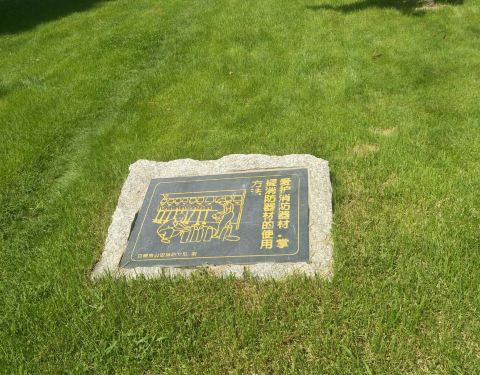 爱护消防器材,掌
握消防器材的使用
方法。